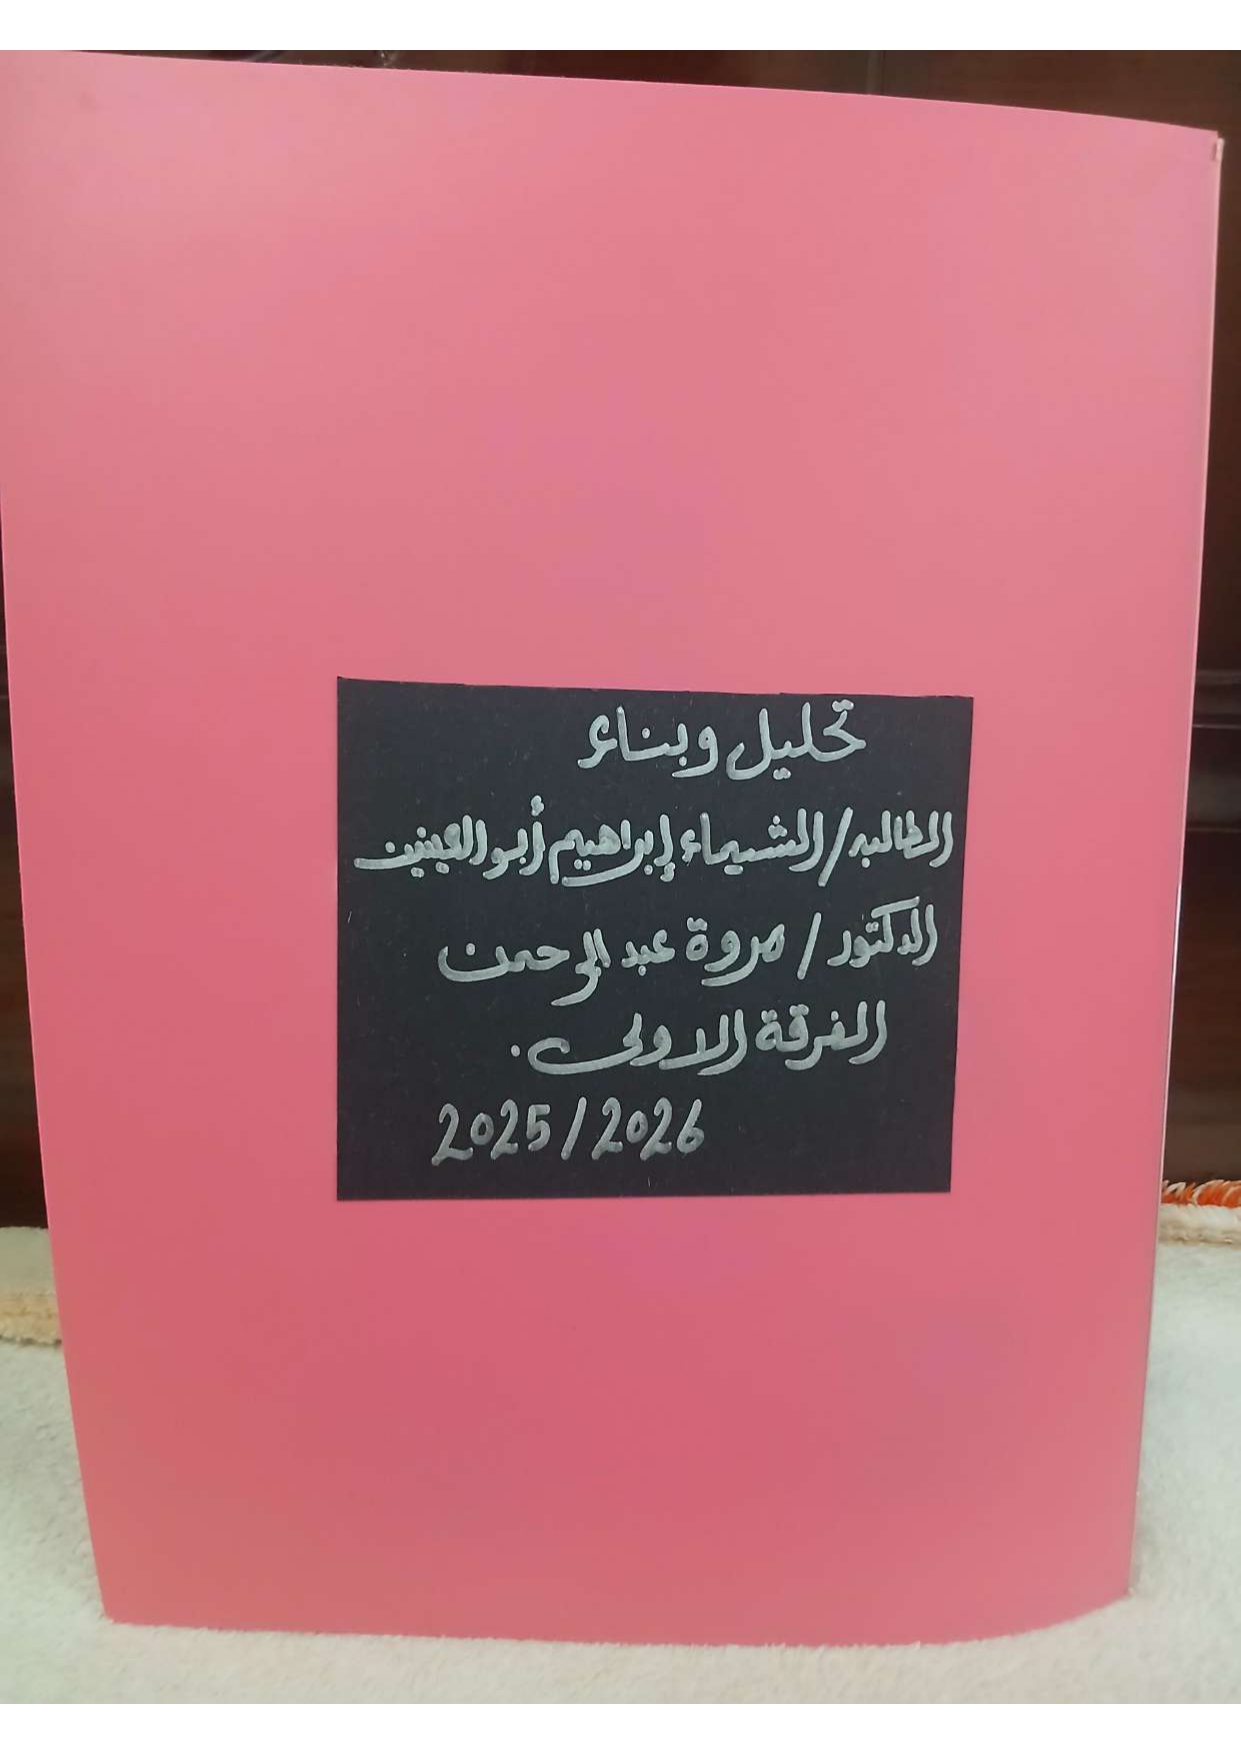 تحليل وبناء
الطالبه/الشيماء إبراهيم أبو العينين
الدكتور / مروة عبد الرحمن
الفرقة الاولى.
2025/2026